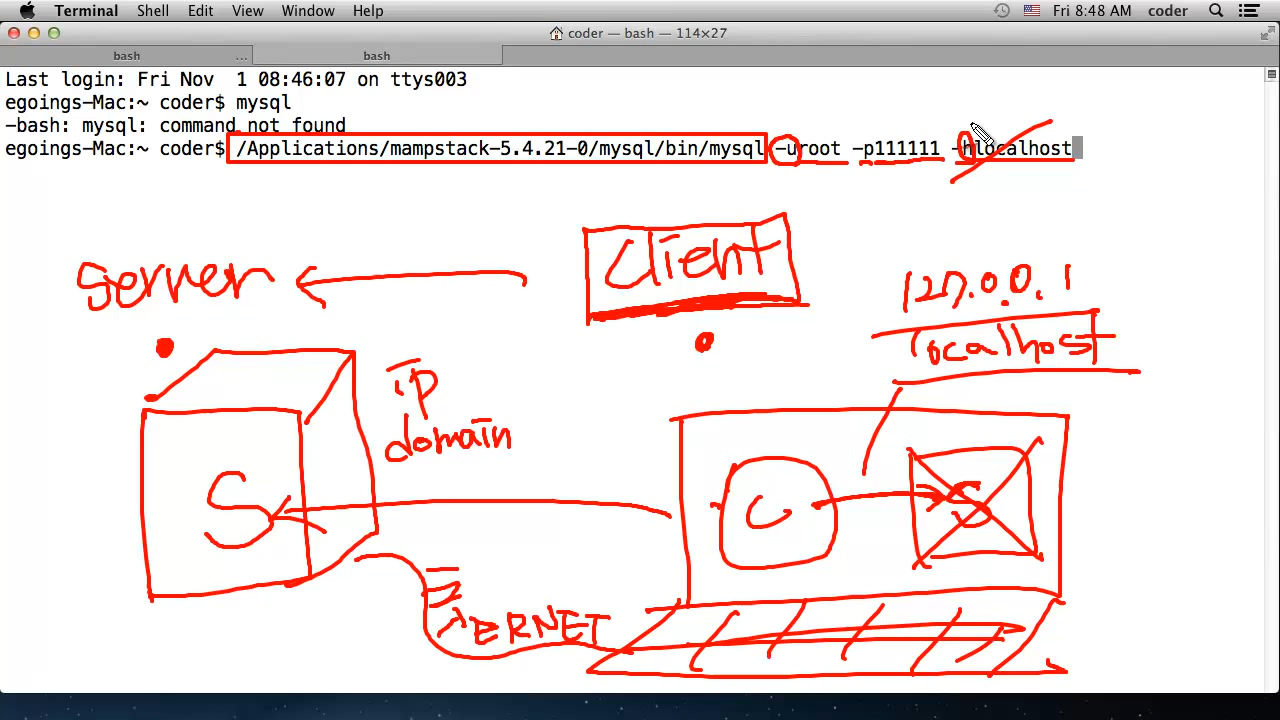 Terminal Shell Edit View Window Help Fri 8:48 AM coder
coder — bash — 114×27
bash ... bash
Last login: Fri Nov 1 08:46:07 on ttys003
egoings-Mac:~ coder$ mysql
-bash: mysql: command not found
egoings-Mac:~ coder$ /Applications/mampstack-5.4.21-0/mysql/bin/mysql -uroot -p111111 -hlocalhost
server
Client
127.0.0.1
localhost
ip
domain
S
C
S